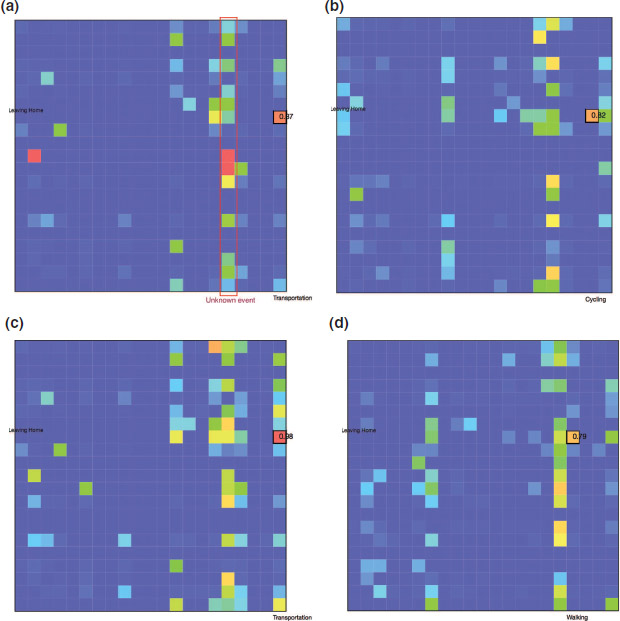 (a)
(b)
Leaving Home
0.87
Leaving Home
0.82
Unknown event
Transportation
Cycling
(c)
(d)
Leaving Home
0.98
Leaving Home
0.79
Transportation
Walking